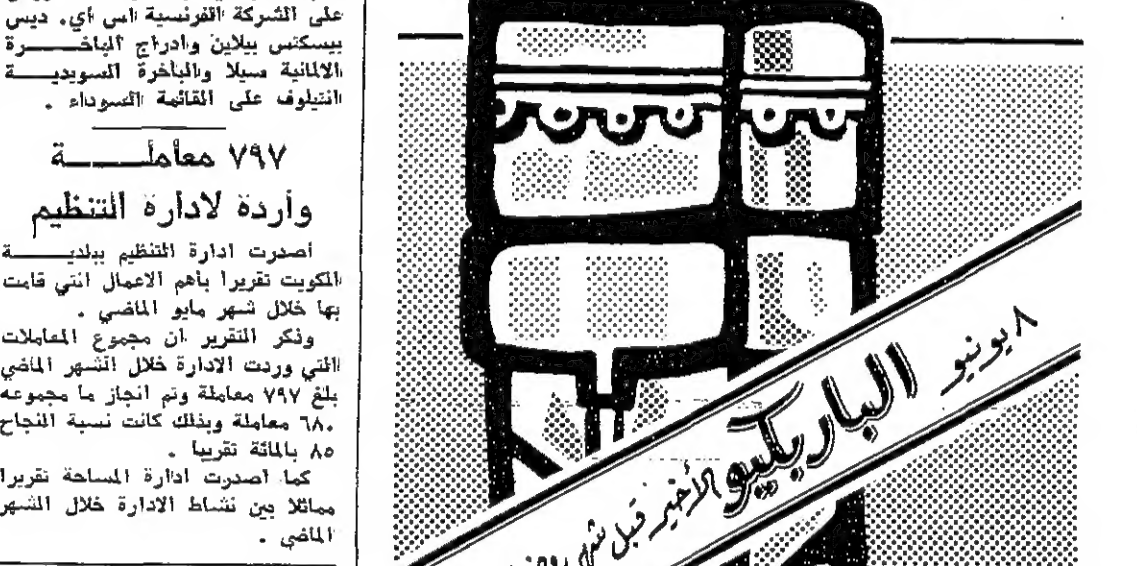 على الشركة الفرنسية اس أي. ديس
بيسكتس بيلاين وادراج الباخرة
الالمانية سيلا والباخرة السويدية
انتيلوف على القائمة السوداء .
٧٩٧ معاملة
واردة لادارة التنظيم
أصدرت ادارة التنظيم ببلدية
الكويت تقريرا بأهم الاعمال التي قامت
بها خلال شهر مايو الماضي .
وذكر التقرير ان مجموع المعاملات
التي وردت الادارة خلال الشهر الماضي
بلغ ٧٩٧ معاملة وتم انجاز ما مجموعه
٦٨٠ معاملة وبذلك كانت نسبة النجاح
٨٥ بالمائة تقريبا .
كما أصدرت ادارة المساحة تقريرا
مماثلا بين نشاط الادارة خلال الشهر
الماضي .
٨ يونيو
الباربكيو
الأخير قبل شهر